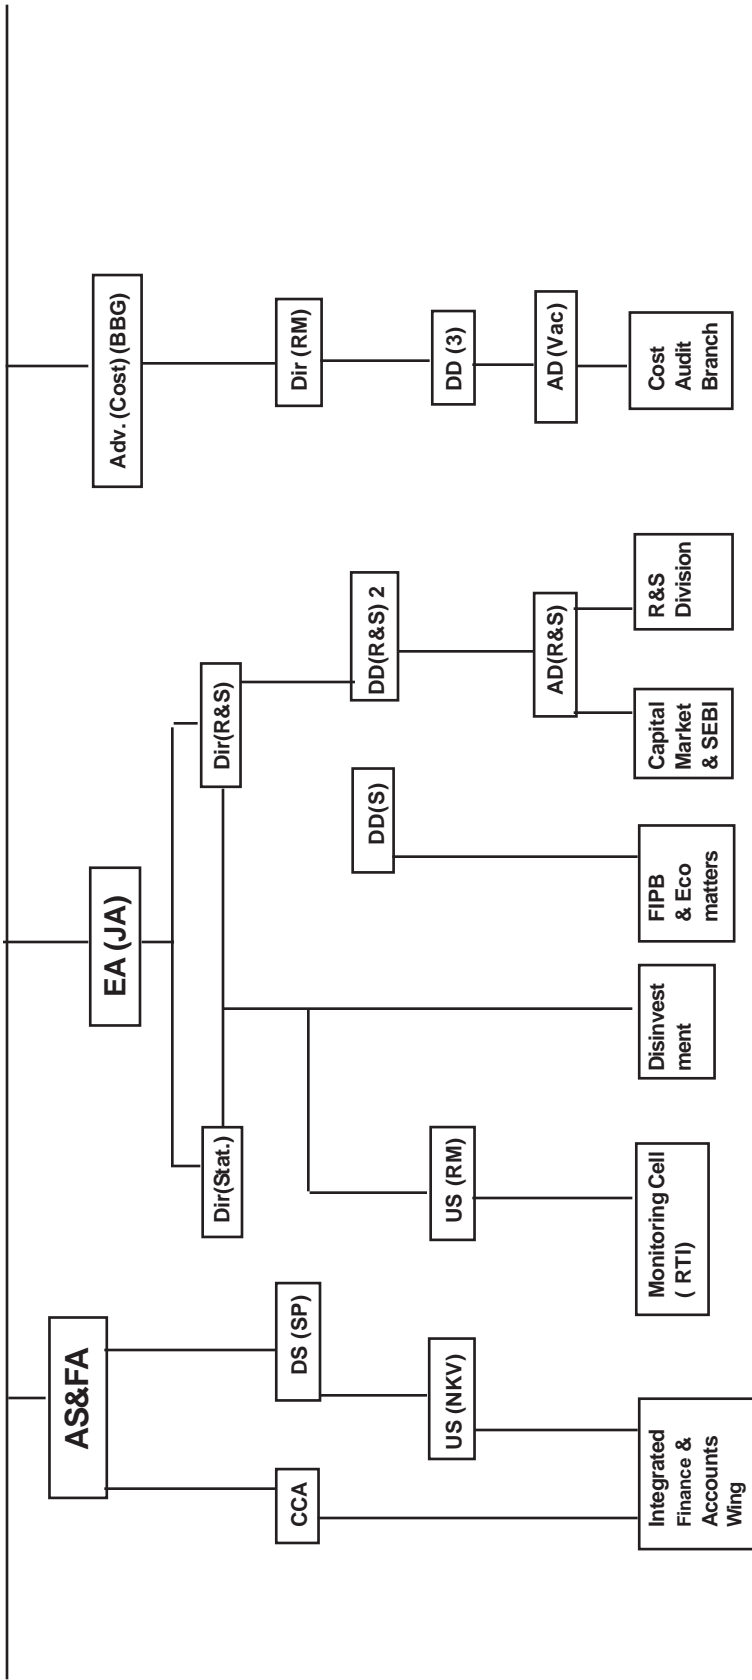 AS&FA
EA (JA)
Adv. (Cost) (BBG)
Dir(Stat.)
Dir(R&S)
CCA
DS (SP)
Dir (RM)
DD(S)
DD(R&S) 2
US (NKV)
US (RM)
DD (3)
AD(R&S)
AD (Vac)
Integrated
Finance &
Accounts
Wing
Monitoring Cell
( RTI)
Disinvest
ment
FIPB
& Eco
matters
Capital
Market
& SEBI
R&S
Division
Cost
Audit
Branch